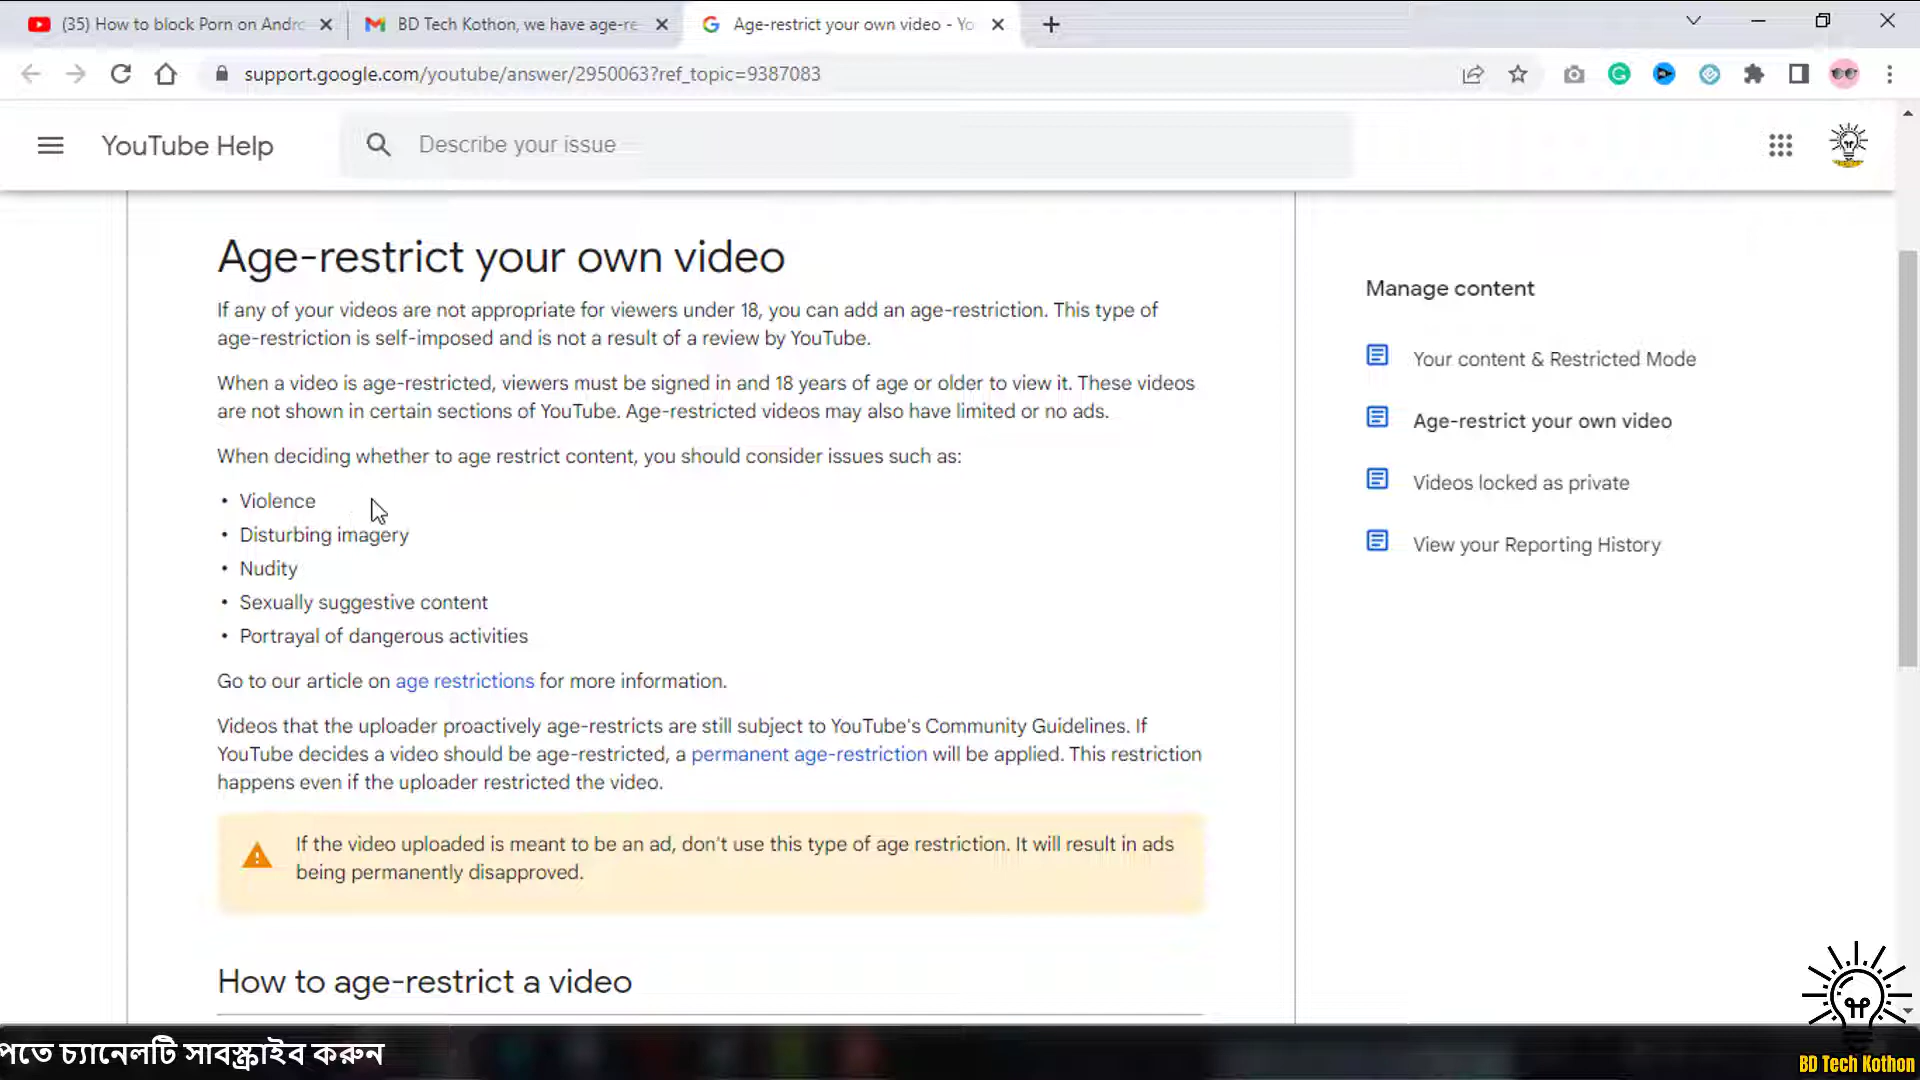 (35) How to block Porn on Andro
BD Tech Kothon, we have age-re
Age-restrict your own video - Yo
support.google.com/youtube/answer/2950063?ref_topic=9387083
YouTube Help
Describe your issue
Age-restrict your own video
If any of your videos are not appropriate for viewers under 18, you can add an age-restriction. This type of
age-restriction is self-imposed and is not a result of a review by YouTube.
When a video is age-restricted, viewers must be signed in and 18 years of age or older to view it. These videos
are not shown in certain sections of YouTube. Age-restricted videos may also have limited or no ads.
When deciding whether to age restrict content, you should consider issues such as:
• Violence
• Disturbing imagery
• Nudity
• Sexually suggestive content
• Portrayal of dangerous activities
Go to our article on age restrictions for more information.
Videos that the uploader proactively age-restricts are still subject to YouTube's Community Guidelines. If
YouTube decides a video should be age-restricted, a permanent age-restriction will be applied. This restriction
happens even if the uploader restricted the video.
If the video uploaded is meant to be an ad, don't use this type of age restriction. It will result in ads
being permanently disapproved.
How to age-restrict a video
Manage content
Your content & Restricted Mode
Age-restrict your own video
Videos locked as private
View your Reporting History
পেতে চ্যানেলটি সাবস্ক্রাইব করুন
BD Tech Kothon